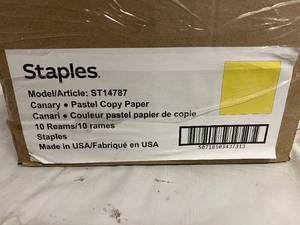 Staples.
Model/Article: ST14787
Canary • Pastel Copy Paper
Canari • Couleur pastel papier de copie
10 Reams/10 rames
Staples
Made in USA/Fabriqué en USA
50718103437313